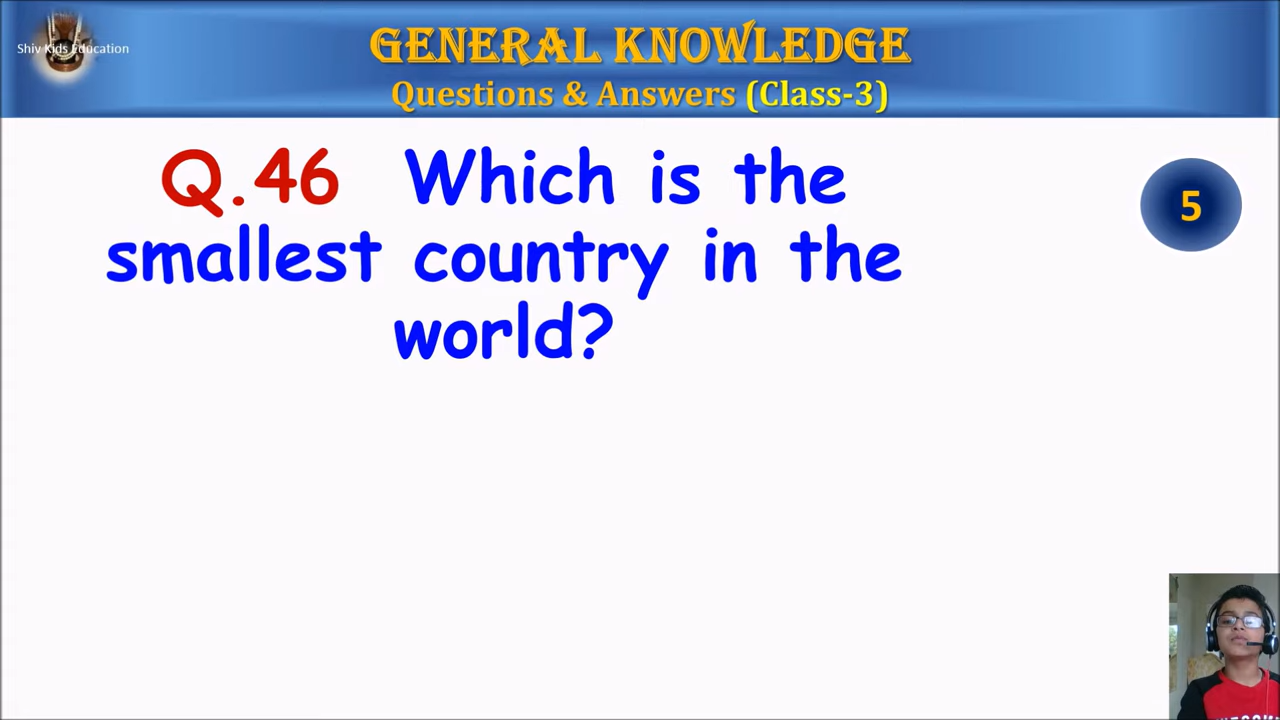 Shiv Kids Education
GENERAL KNOWLEDGE
Questions & Answers (Class-3)
Q.46 Which is the
smallest country in the
world?
5